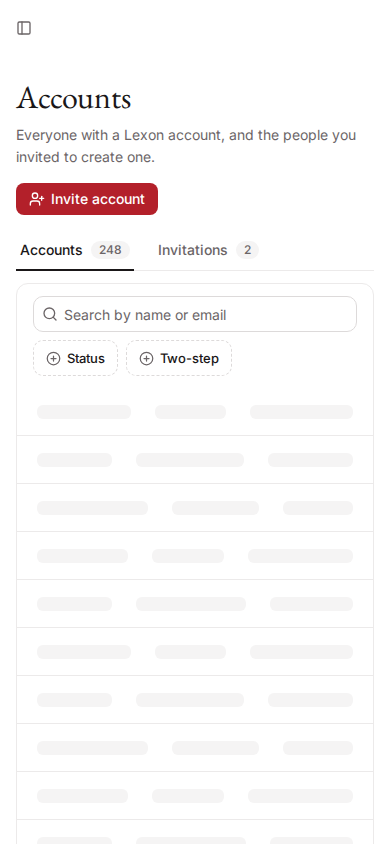 Accounts
Everyone with a Lexon account, and the people you
invited to create one.
Invite account
Accounts 248 Invitations 2
Search by name or email
Status Two-step